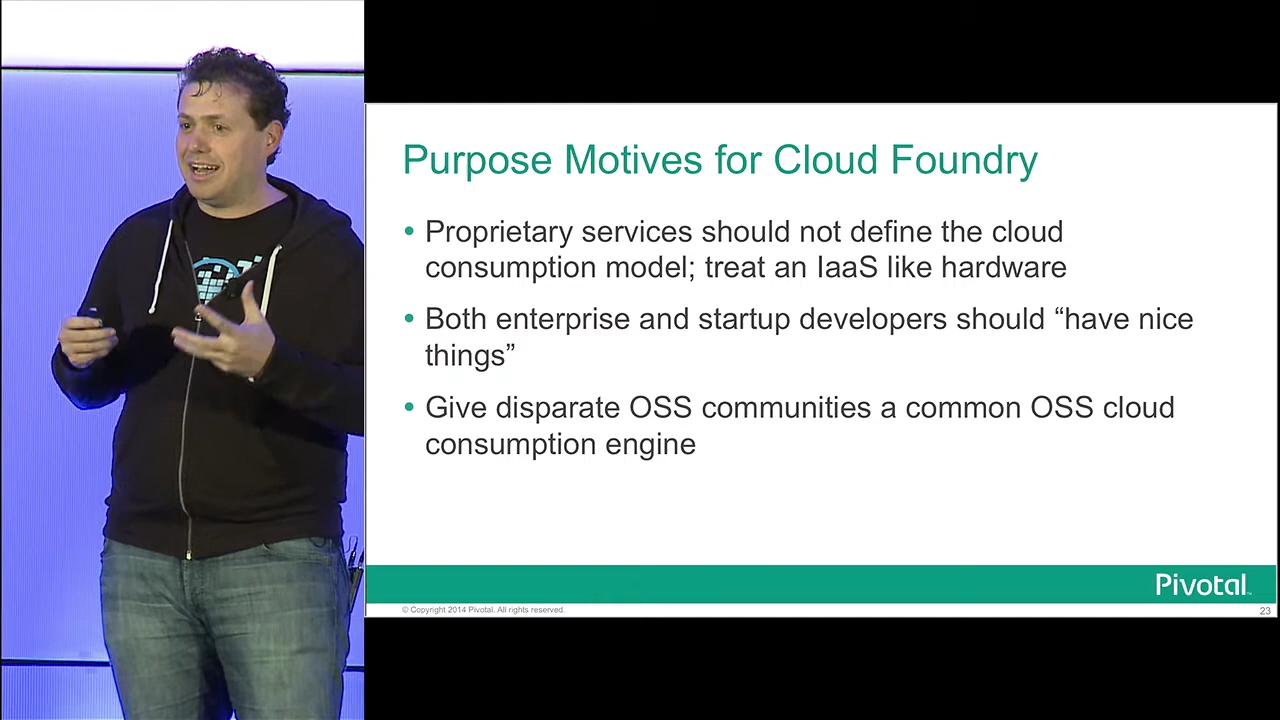 Purpose Motives for Cloud Foundry
• Proprietary services should not define the cloud
consumption model; treat an IaaS like hardware
• Both enterprise and startup developers should “have nice
things”
• Give disparate OSS communities a common OSS cloud
consumption engine
Pivotal™
© Copyright 2014 Pivotal. All rights reserved.
23